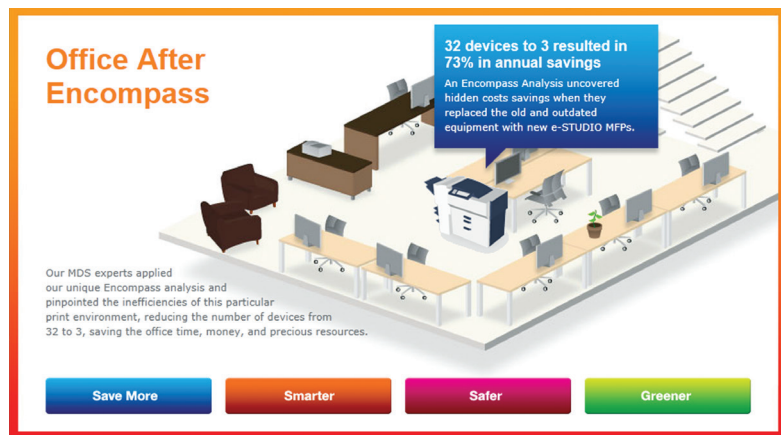 Office After
Encompass
32 devices to 3 resulted in
73% in annual savings
An Encompass Analysis uncovered
hidden costs savings when they
replaced the old and outdated
equipment with new e-STUDIO MFPs.
Our MDS experts applied
our unique Encompass analysis and
pinpointed the inefficiencies of this particular
print environment, reducing the number of devices from
32 to 3, saving the office time, money, and precious resources.
Save More
Smarter
Safer
Greener